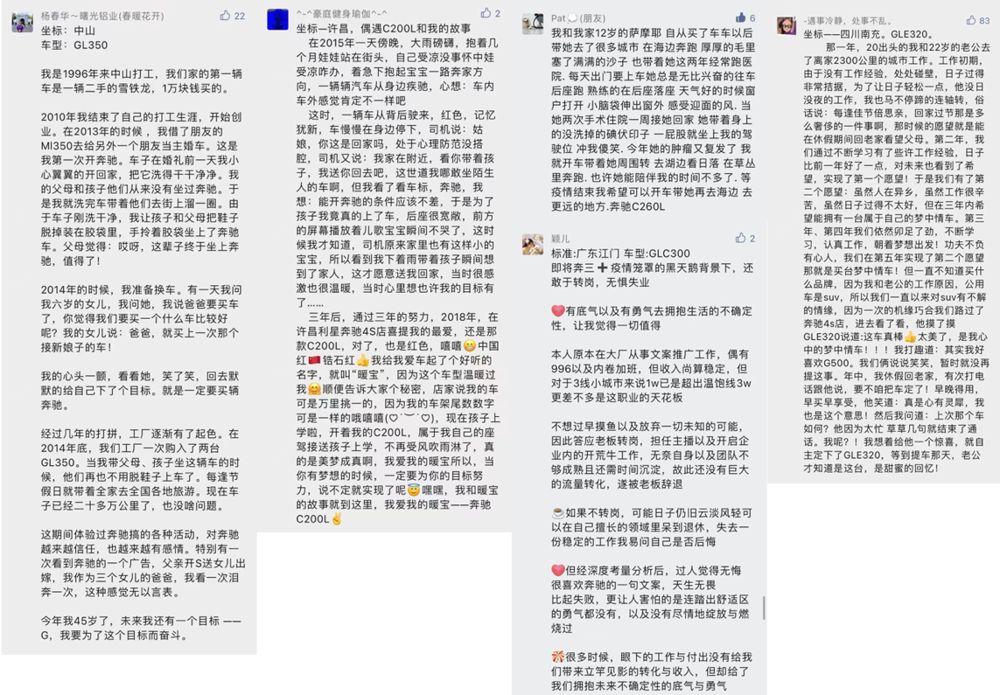 杨春华~曙光铝业(春暖花开)
22
坐标：中山
车型：GL350
我是1996年来中山打工，我们家的第一辆
车是一辆二手的雪铁龙，1万块钱买的。
2010年我结束了自己的打工生涯，开始创
业。在2013年的时候，我借了朋友的
Ml350去给另外一个朋友当主婚车。这是
我第一次开奔驰。车子在婚礼前一天我小
心翼翼的开回家，把它洗得干干净净。我
的父母和孩子他们从来没有坐过奔驰。于
是我就洗完车带着他们去街上溜一圈。由
于车子刚洗干净，我让孩子和父母把鞋子
脱掉装在胶袋里，手拎着胶袋坐上了奔驰
车。父母觉得：哎呀，这辈子终于坐上奔
驰，值得了！
2014年的时候，我准备换车。有一天我问
我六岁的女儿，我问她，我说爸爸要买车
了，你觉得我们要买一个什么车比较好
呢？我的女儿说：爸爸，就买上一次那个
接新娘子的车！
我的心头一颤，看看她，笑了笑，回去默
默的给自己下了个目标。就是一定要买辆
奔驰。
经过几年的打拼，工厂逐渐有了起色。在
2014年底，我们工厂一次购入了两台
GL350。当我带父母、孩子坐这辆车的时
候，他们再也不用脱鞋子上车了。每逢节
假日就带着全家去全国各地旅游。现在车
子已经二十多万公里了，也没啥问题。
这期间体验过奔驰搞的各种活动，对奔驰
越来越信任，也越来越有感情。特别有一
次看到奔驰的一个广告，父亲开S送女儿出
嫁，我作为三个女儿的爸爸，我看一次泪
奔一次，这种感觉无以言表。
今年我45岁了，未来我还有一个目标 ——
G，我要为了这个目标而奋斗。
^-^豪庭健身瑜伽^-^
2
坐标—许昌，偶遇C200L和我的故事
在2015年一天傍晚，大雨磅礴，抱着几
个月娃娃站在街头，自己受凉没事怀中娃
受凉咋办，着急下抱起宝宝一路奔家方
向，一辆辆汽车从身边疾驰，心想：车内
车外感觉肯定不一样吧
这时，一辆车从背后驶来，红色，记忆
犹新，车慢慢在身边停下，司机说：姑
娘，你这是回家吗，处于心理防范没搭
腔，司机又说：我家在附近，看你带着孩
子，我送你回去吧，这世道我哪敢坐陌生
人的车啊，但我看了看车标，奔驰，我
想：能开奔驰的条件应该不差，于是为了
孩子我竟真的上了车，后座很宽敞，前方
的屏幕播放着儿歌宝宝瞬间不哭了，这时
候我才知道，司机原来家里也有这样小的
宝宝，所以看到我下着雨带着孩子瞬间想
到了家人，这才愿意送我回家，当时很感
激也很温暖，当时心里想也许我的目标有
了......
三年后，通过三年的努力，2018年，在
许昌利星奔驰4S店喜提我的最爱，还是那
款C200L，对了，也是红色，嘻嘻😁中国
红🇨🇳锆石红👍我给我爱车起了个好听的
名字，就叫“暖宝”，因为这个车型温暖过
我🤗顺便告诉大家个秘密，店家说我的车
可是万里挑一的，因为我的车架尾数数字
可是一样的哦嘻嘻(♡˙︶˙♡)，现在孩子上
学啦，开着我的C200L，属于我自己的座
驾接送孩子上学，不再受风吹雨淋了，真
的是美梦成真啊，我爱我的暖宝所以，当
你有梦想的时候，一定要为你的目标努
力，说不定就实现了呢😇嘿嘿，我和暖宝
的故事就到这里，我爱我的暖宝——奔驰
C200L✌️
Pat💭(朋友)
6
我和我家12岁的萨摩耶 自从买了车车以后
带她去了很多城市 在海边奔跑 厚厚的毛里
塞了满满的沙子 也带着她这两年经常跑医
院. 每天出门要上车她总是无比兴奋的往车
后座跑 熟练的在后座落座 天气好的时候窗
户打开 小脑袋伸出窗外 感受迎面的风. 当
她两次手术住院一周接她回家 她带着身上
的没洗掉的碘伏印子 一屁股就坐上我的驾
驶位 冲我傻笑. 今年她的肿瘤又复发了 我
就开车带着她周围转 去湖边看日落 在草丛
里奔跑. 也许她能陪伴我的时间不多了. 等
疫情结束我希望可以开车带她再去海边 去
更远的地方.奔驰C260L
颖儿
2
标准:广东江门 车型:GLC300
即将奔三➕疫情笼罩的黑天鹅背景下，还
敢于转岗，无惧失业
❤️有底气以及有勇气去拥抱生活的不确定
性，让我觉得一切值得
本人原本在大厂从事文案推广工作，偶有
996以及内卷加班，但收入尚算稳定，但
对于3线小城市来说1w已是超出温饱线3w
更差不多是这职业的天花板
不想过早摸鱼以及放弃一切未知的可能，
因此答应老板转岗，担任主播以及开启企
业内的开荒牛工作，无奈自身以及团队不
够成熟且还需时间沉淀，故此还没有巨大
的流量转化，遂被老板辞退
☕如果不转岗，可能日子仍旧云淡风轻可
以在自己擅长的领域里呆到退休，失去一
份稳定的工作我易问自己是否后悔
❤️但经深度考量分析后，过人觉得无悔
很喜欢奔驰的一句文案，天生无畏
比起失败，更让人害怕的是连踏出舒适区
的勇气都没有，以及没有尽情地绽放与燃
烧过
很多时候，眼下的工作与付出没有给我
们带来立竿见影的转化与收入，但却给了
我们拥抱未来不确定性的底气与勇气
-遇事冷静，处事不乱。
83
坐标——四川南充。GLE320。
那一年，20出头的我和22岁的老公去
了离家2300公里的城市工作。工作初期，
由于没有工作经验，处处碰壁，日子过得
非常拮据，为了让日子轻松一点，他没日
没夜的工作，我也马不停蹄的连轴转，俗
话说：每逢佳节倍思亲，回家过节那是多
么奢侈的一件事啊，那时候的愿望就是能
在休假期间回老家看望父母。第二年，我
们通过不断学习有了些许工作经验，日子
比前一年好了一点，对未来也看到了希
望，实现了第一个愿望！于是我们有了第
二个愿望：虽然人在异乡，虽然工作很辛
苦，虽然日子过得不太好，但在三年内希
望能拥有一台属于自己的梦中情车。第三
年、第四年我们依然卯足了劲，不断学
习，认真工作，朝着梦想出发！功夫不负
有心人，我们在第五年实现了第二个愿望
那就是买台梦中情车！但一直不知道买什
么品牌，因为我和老公的工作原因，公用
车是suv，所以我们一直以来对suv有不解
的情缘，因为一次的机缘巧合我们路过了
奔驰4s店，进去看了看，他摸了摸
GLE320说道:这车真棒👍太美了，是我心
中的梦中情车！！！我打趣道：其实我好
喜欢G500。我们俩说说笑笑，暂时就没再
提这事。年中，我休假回老家，有次打电
话跟他说，要不咱把车定了！早晚得用，
早买早享受，他笑道：真是心有灵犀，我
也是这个意思！然后我问道：上次那个车
如何？他因为太忙 草草几句就结束了通
话。我呢？！我想着给他一个惊喜，就自
主定下了GLE320，等到提车那天，老公
才知道是这台，是甜蜜的回忆！